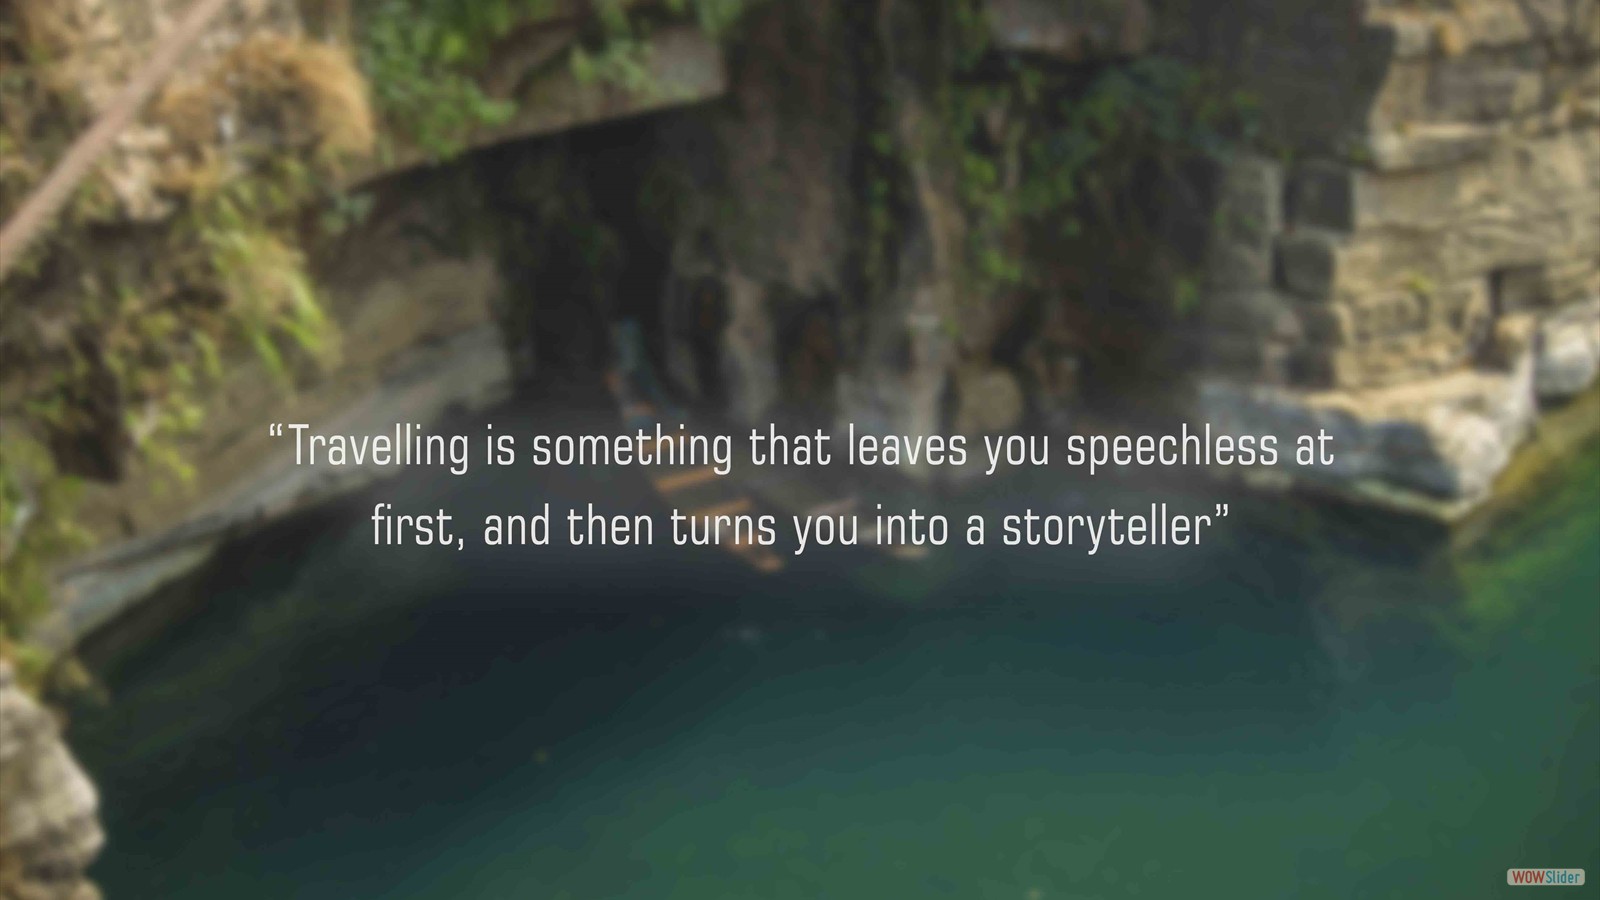 “Travelling is something that leaves you speechless at
first, and then turns you into a storyteller”
WOWSlider